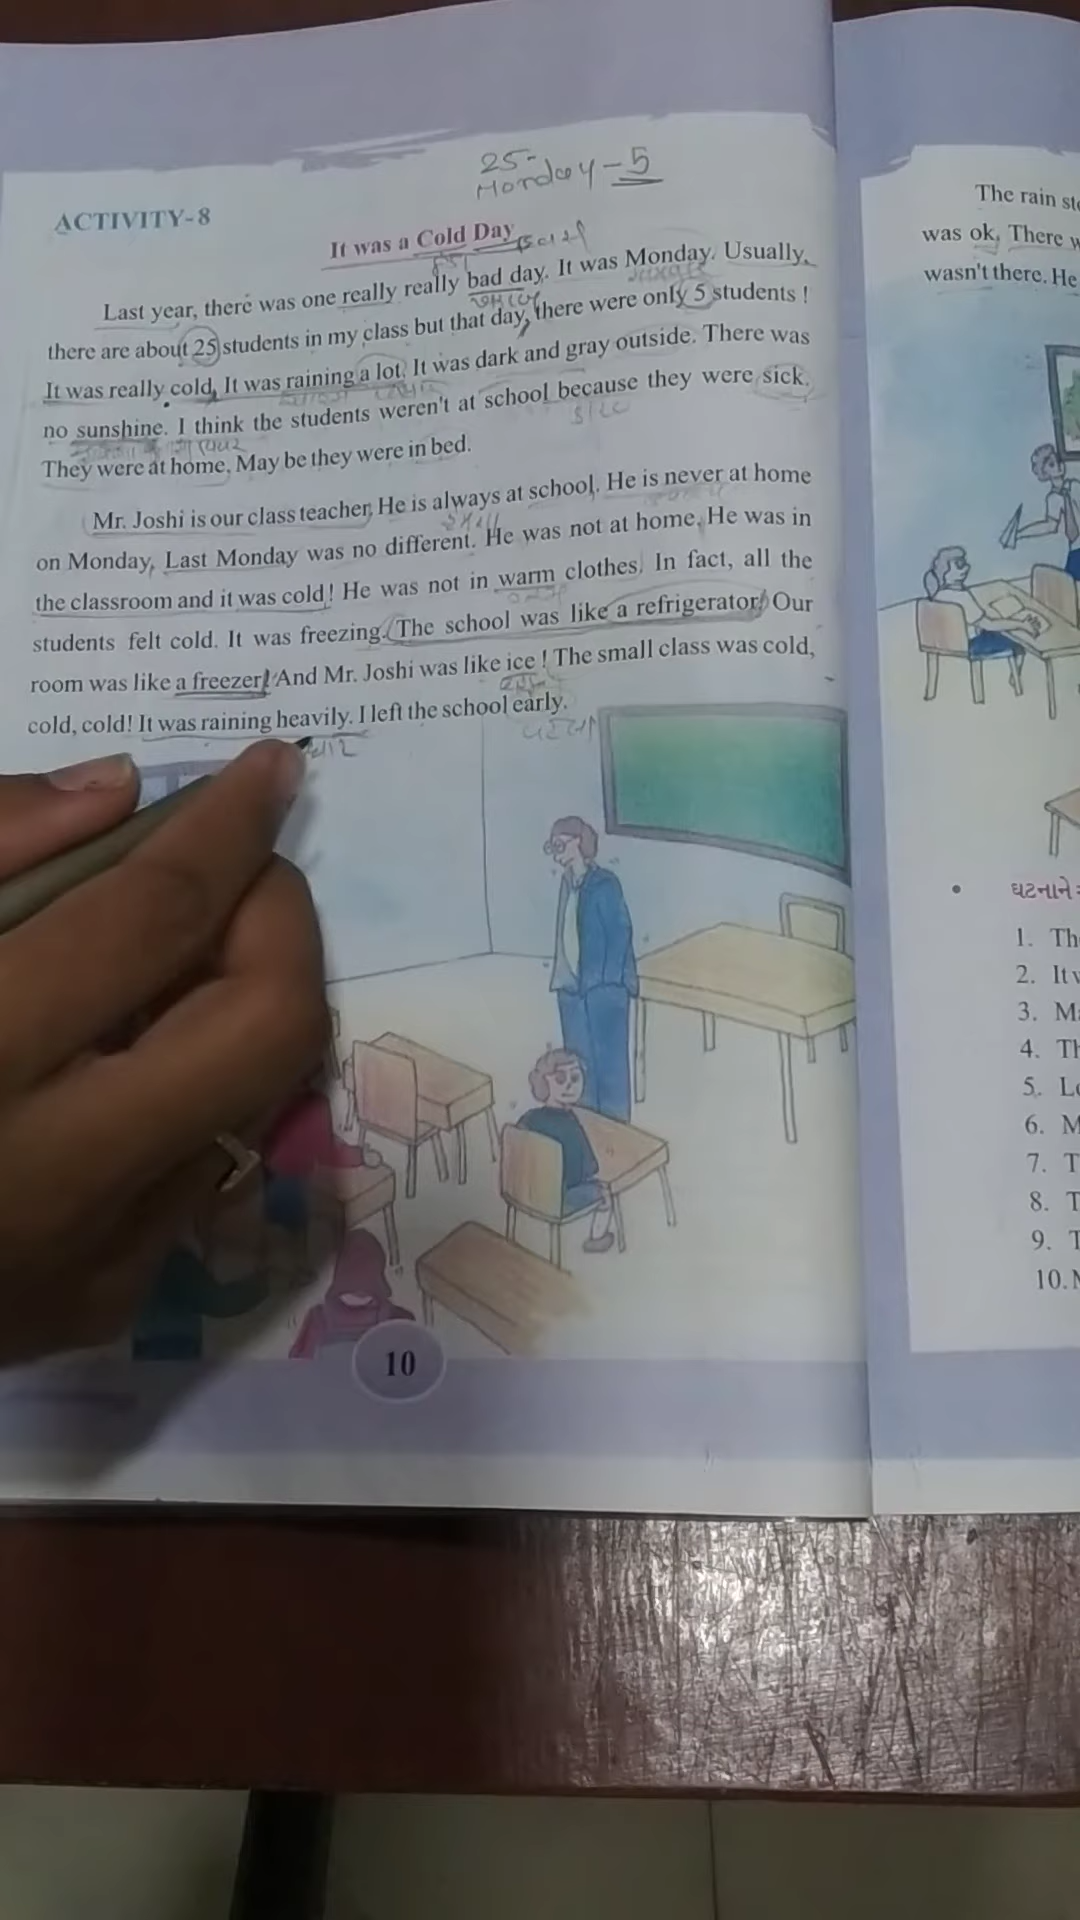 25-
Monday-5
ACTIVITY-8
It was a Cold Day
Last year, there was one really really bad day. It was Monday. Usually,
there are about 25 students in my class but that day, there were only 5 students !
It was really cold, It was raining a lot. It was dark and gray outside. There was
no sunshine. I think the students weren't at school because they were sick.
They were at home, May be they were in bed.
Mr. Joshi is our class teacher. He is always at school. He is never at home
on Monday, Last Monday was no different. He was not at home. He was in
the classroom and it was cold! He was not in warm clothes. In fact, all the
students felt cold. It was freezing. The school was like a refrigerator! Our
room was like a freezer! And Mr. Joshi was like ice ! The small class was cold,
cold, cold! It was raining heavily. I left the school early.
10
The rain
was ok. There
wasn't there. He
ઘટનાને
1. Th
2. It
3. M
4. Th
5. L
6. M
7. T
8. T
9. T
10.